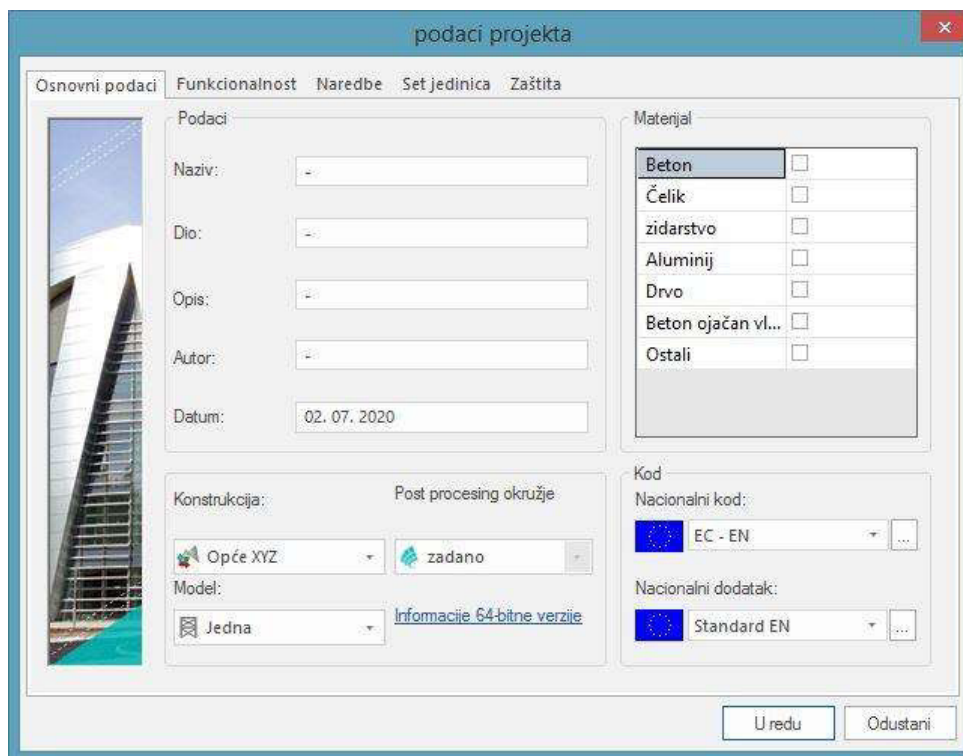 podaci projekta
Osnovni podaci Funkcionalnost Naredbe Set jedinica Zaštita
Podaci
Naziv: -
Dio: -
Opis: -
Autor: -
Datum: 02. 07. 2020
Materijal
Beton
Čelik
zidarstvo
Aluminij
Drvo
Beton ojačan vl...
Ostali
Konstrukcija:
Opće XYZ
Model:
Jedna
Post procesing okružje
zadano
Informacije 64-bitne verzije
Kod
Nacionalni kod:
EC - EN
...
Nacionalni dodatak:
Standard EN
...
U redu Odustani